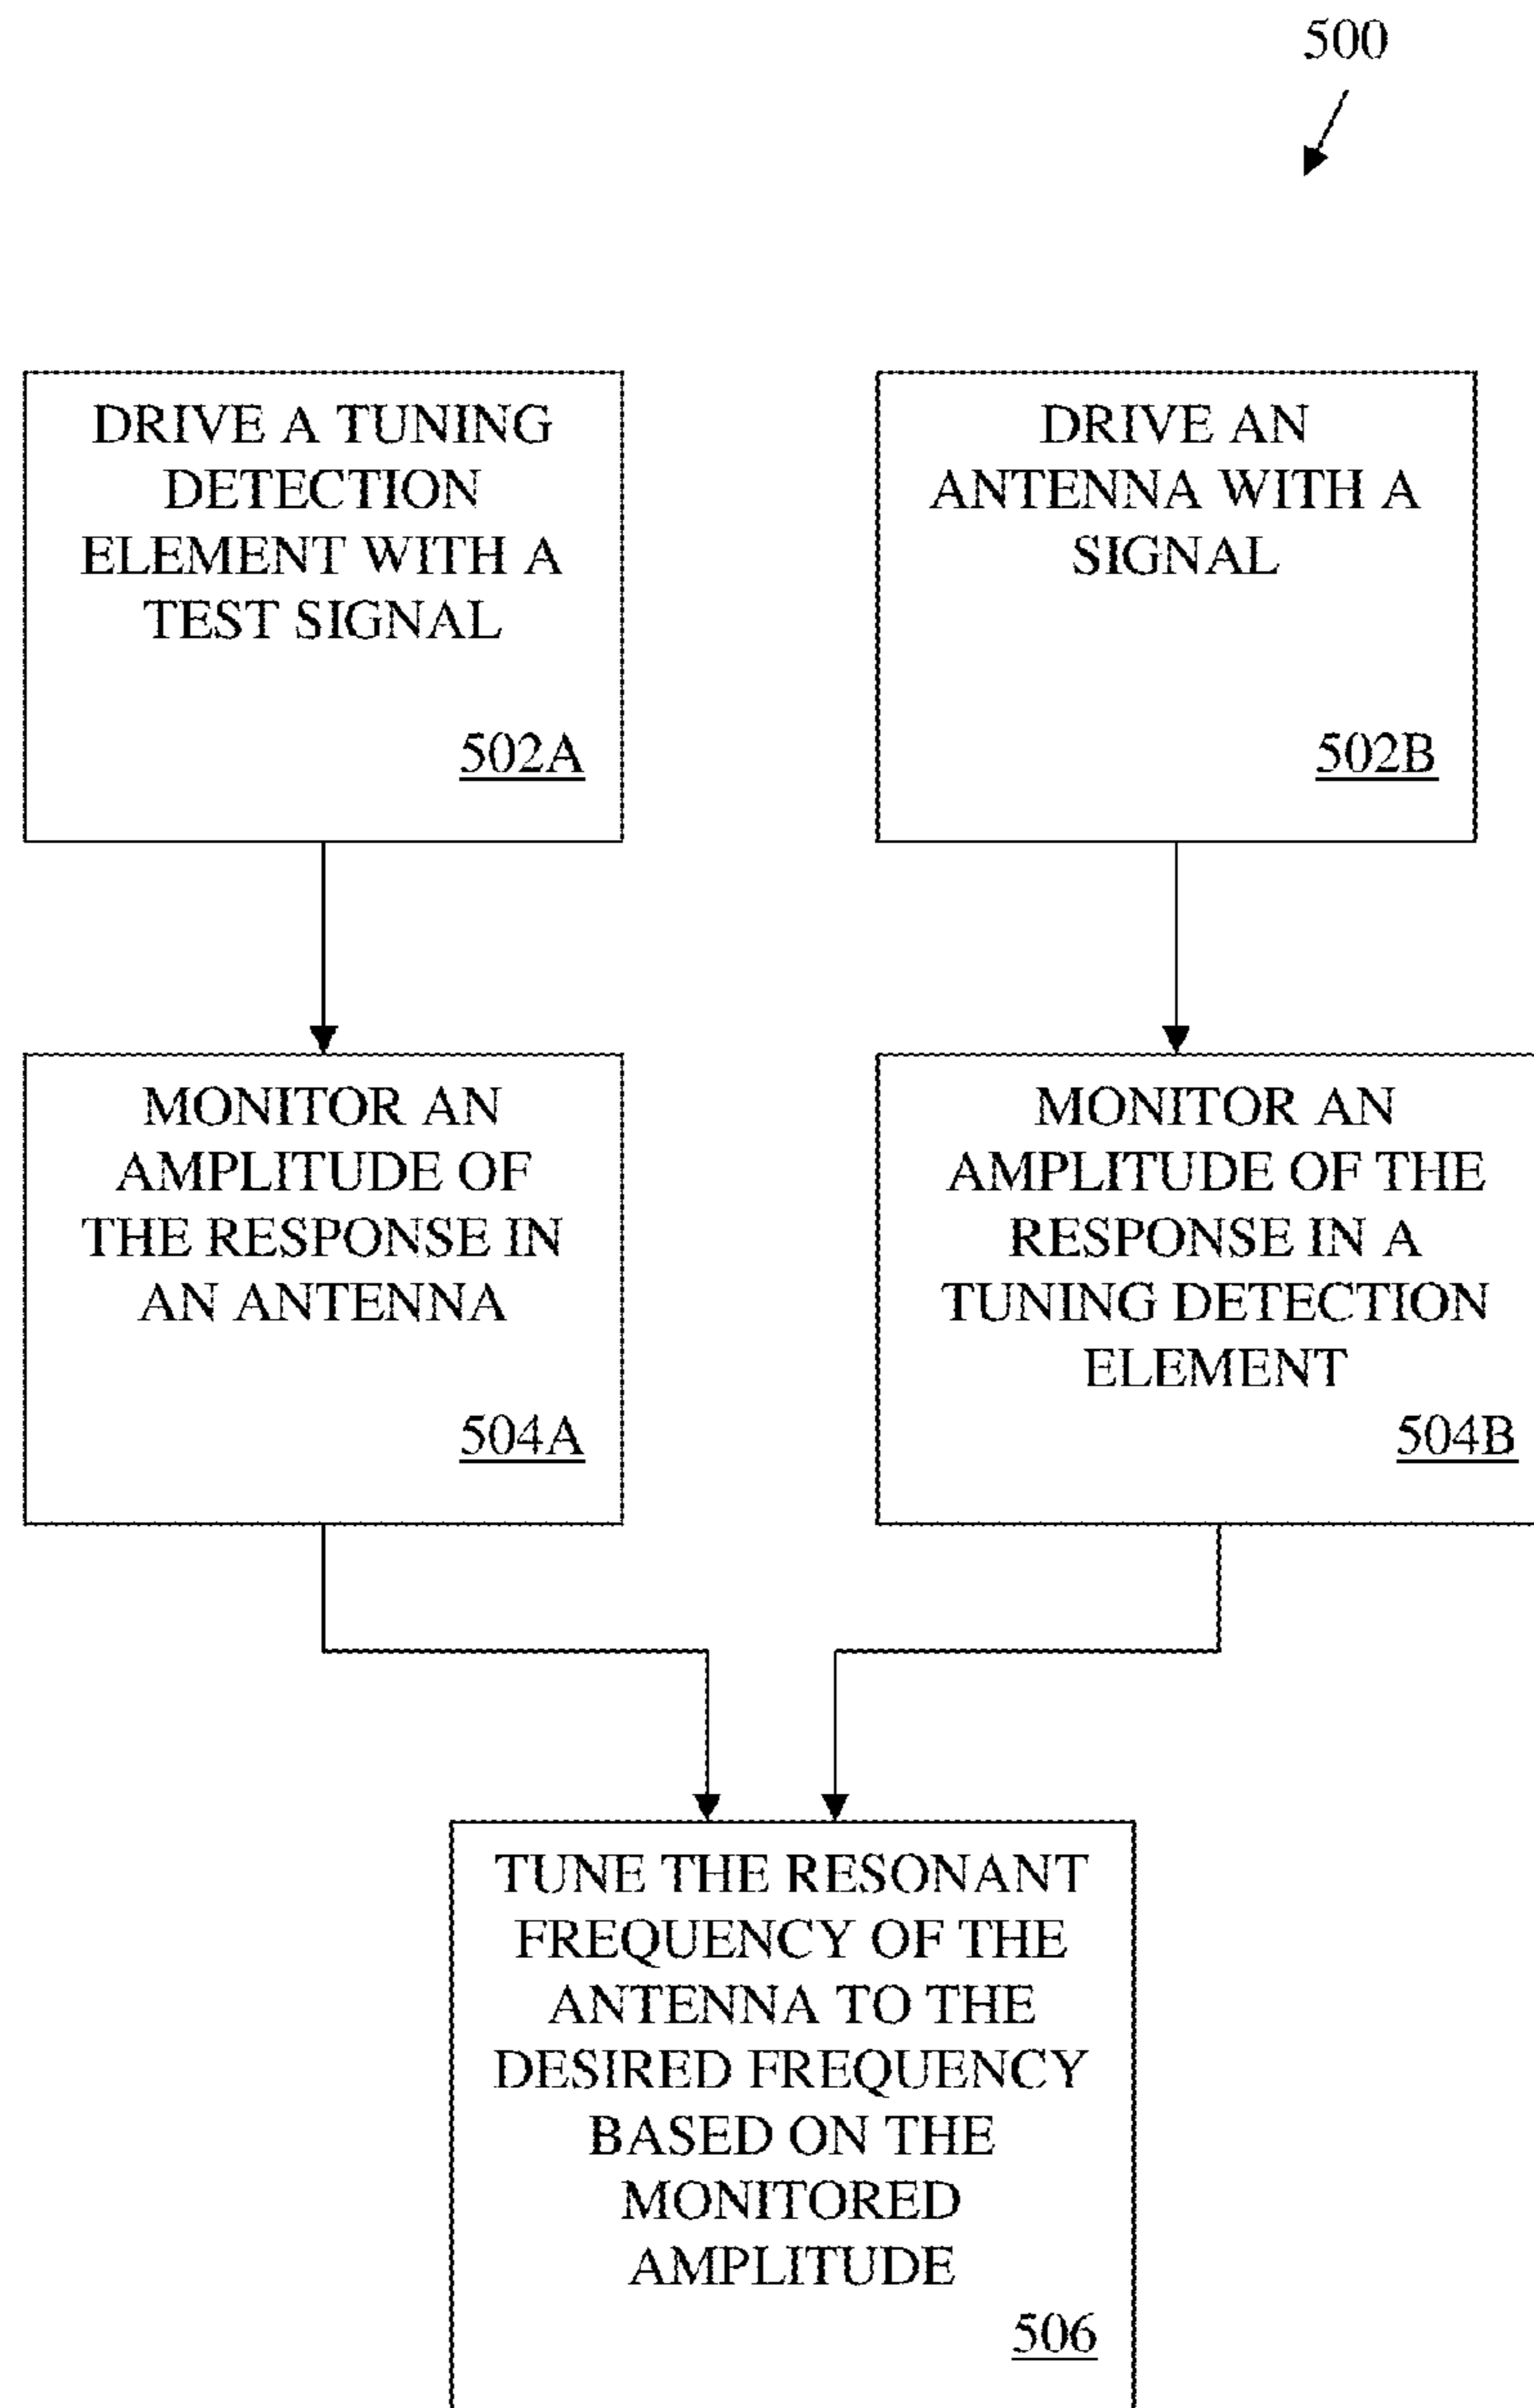 500
DRIVE A TUNING
DETECTION
ELEMENT WITH A
TEST SIGNAL
502A
DRIVE AN
ANTENNA WITH A
SIGNAL
502B
MONITOR AN
AMPLITUDE OF
THE RESPONSE IN
AN ANTENNA
504A
MONITOR AN
AMPLITUDE OF THE
RESPONSE IN A
TUNING DETECTION
ELEMENT
504B
TUNE THE RESONANT
FREQUENCY OF THE
ANTENNA TO THE
DESIRED FREQUENCY
BASED ON THE
MONITORED
AMPLITUDE
506